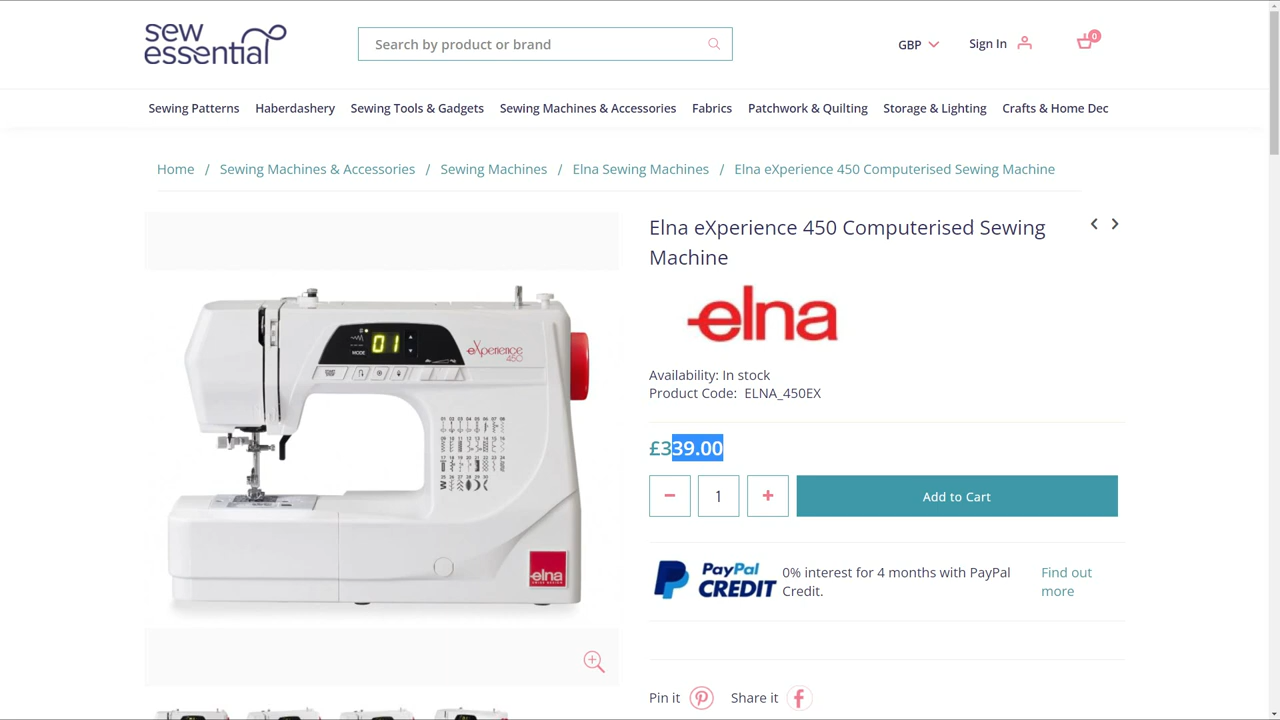 sew
essential
Search by product or brand
GBP
Sign In
0
Sewing Patterns Haberdashery Sewing Tools & Gadgets Sewing Machines & Accessories Fabrics Patchwork & Quilting Storage & Lighting Crafts & Home Dec
Home / Sewing Machines & Accessories / Sewing Machines / Elna Sewing Machines / Elna eXperience 450 Computerised Sewing Machine
Elna eXperience 450 Computerised Sewing
Machine
elna
01
MODE
eXperience
450
elna
Availability: In stock
Product Code: ELNA_450EX
£339.00
1
Add to Cart
PayPal
CREDIT
0% interest for 4 months with PayPal
Credit.
Find out
more
Pin it
Share it